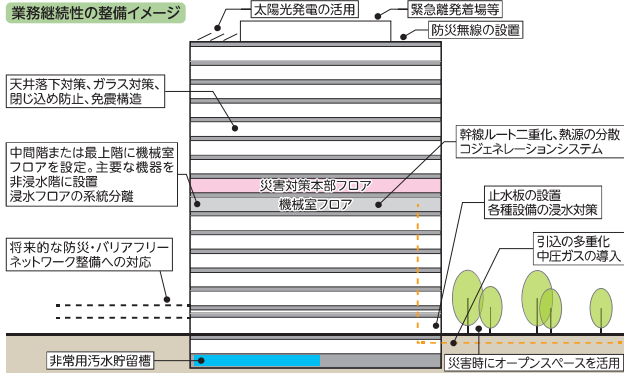 業務継続性の整備イメージ
太陽光発電の活用
緊急離発着場等
防災無線の設置
天井落下対策、ガラス対策、
閉じ込め防止、免震構造
幹線ルート二重化、熱源の分散
コジェネレーションシステム
中間階または最上階に機械室
フロアを設定。主要な機器を
非浸水階に設置
浸水フロアの系統分離
災害対策本部フロア
機械室フロア
止水板の設置
各種設備の浸水対策
引込の多重化
中圧ガスの導入
将来的な防災・バリアフリー
ネットワーク整備への対応
非常用汚水貯留槽
災害時にオープンスペースを活用